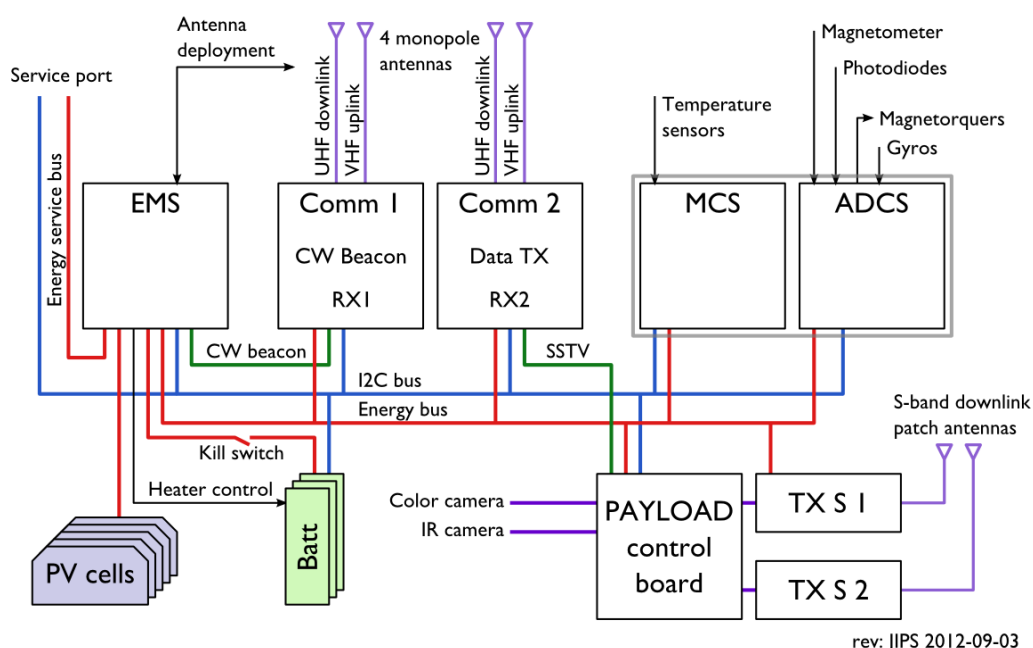 Antenna
deployment
4 monopole
antennas
Magnetometer
Photodiodes
Service port
UHF downlink
VHF uplink
UHF downlink
VHF uplink
Temperature
sensors
Magnetorquers
Gyros
Energy service bus
EMS
Comm 1
CW Beacon
RX1
Comm 2
Data TX
RX2
MCS
ADCS
CW beacon
SSTV
I2C bus
Energy bus
S-band downlink
patch antennas
Kill switch
Heater control
Color camera
IR camera
PV cells
Batt
PAYLOAD
control
board
TX S 1
TX S 2
rev: JIPS 2012-09-03